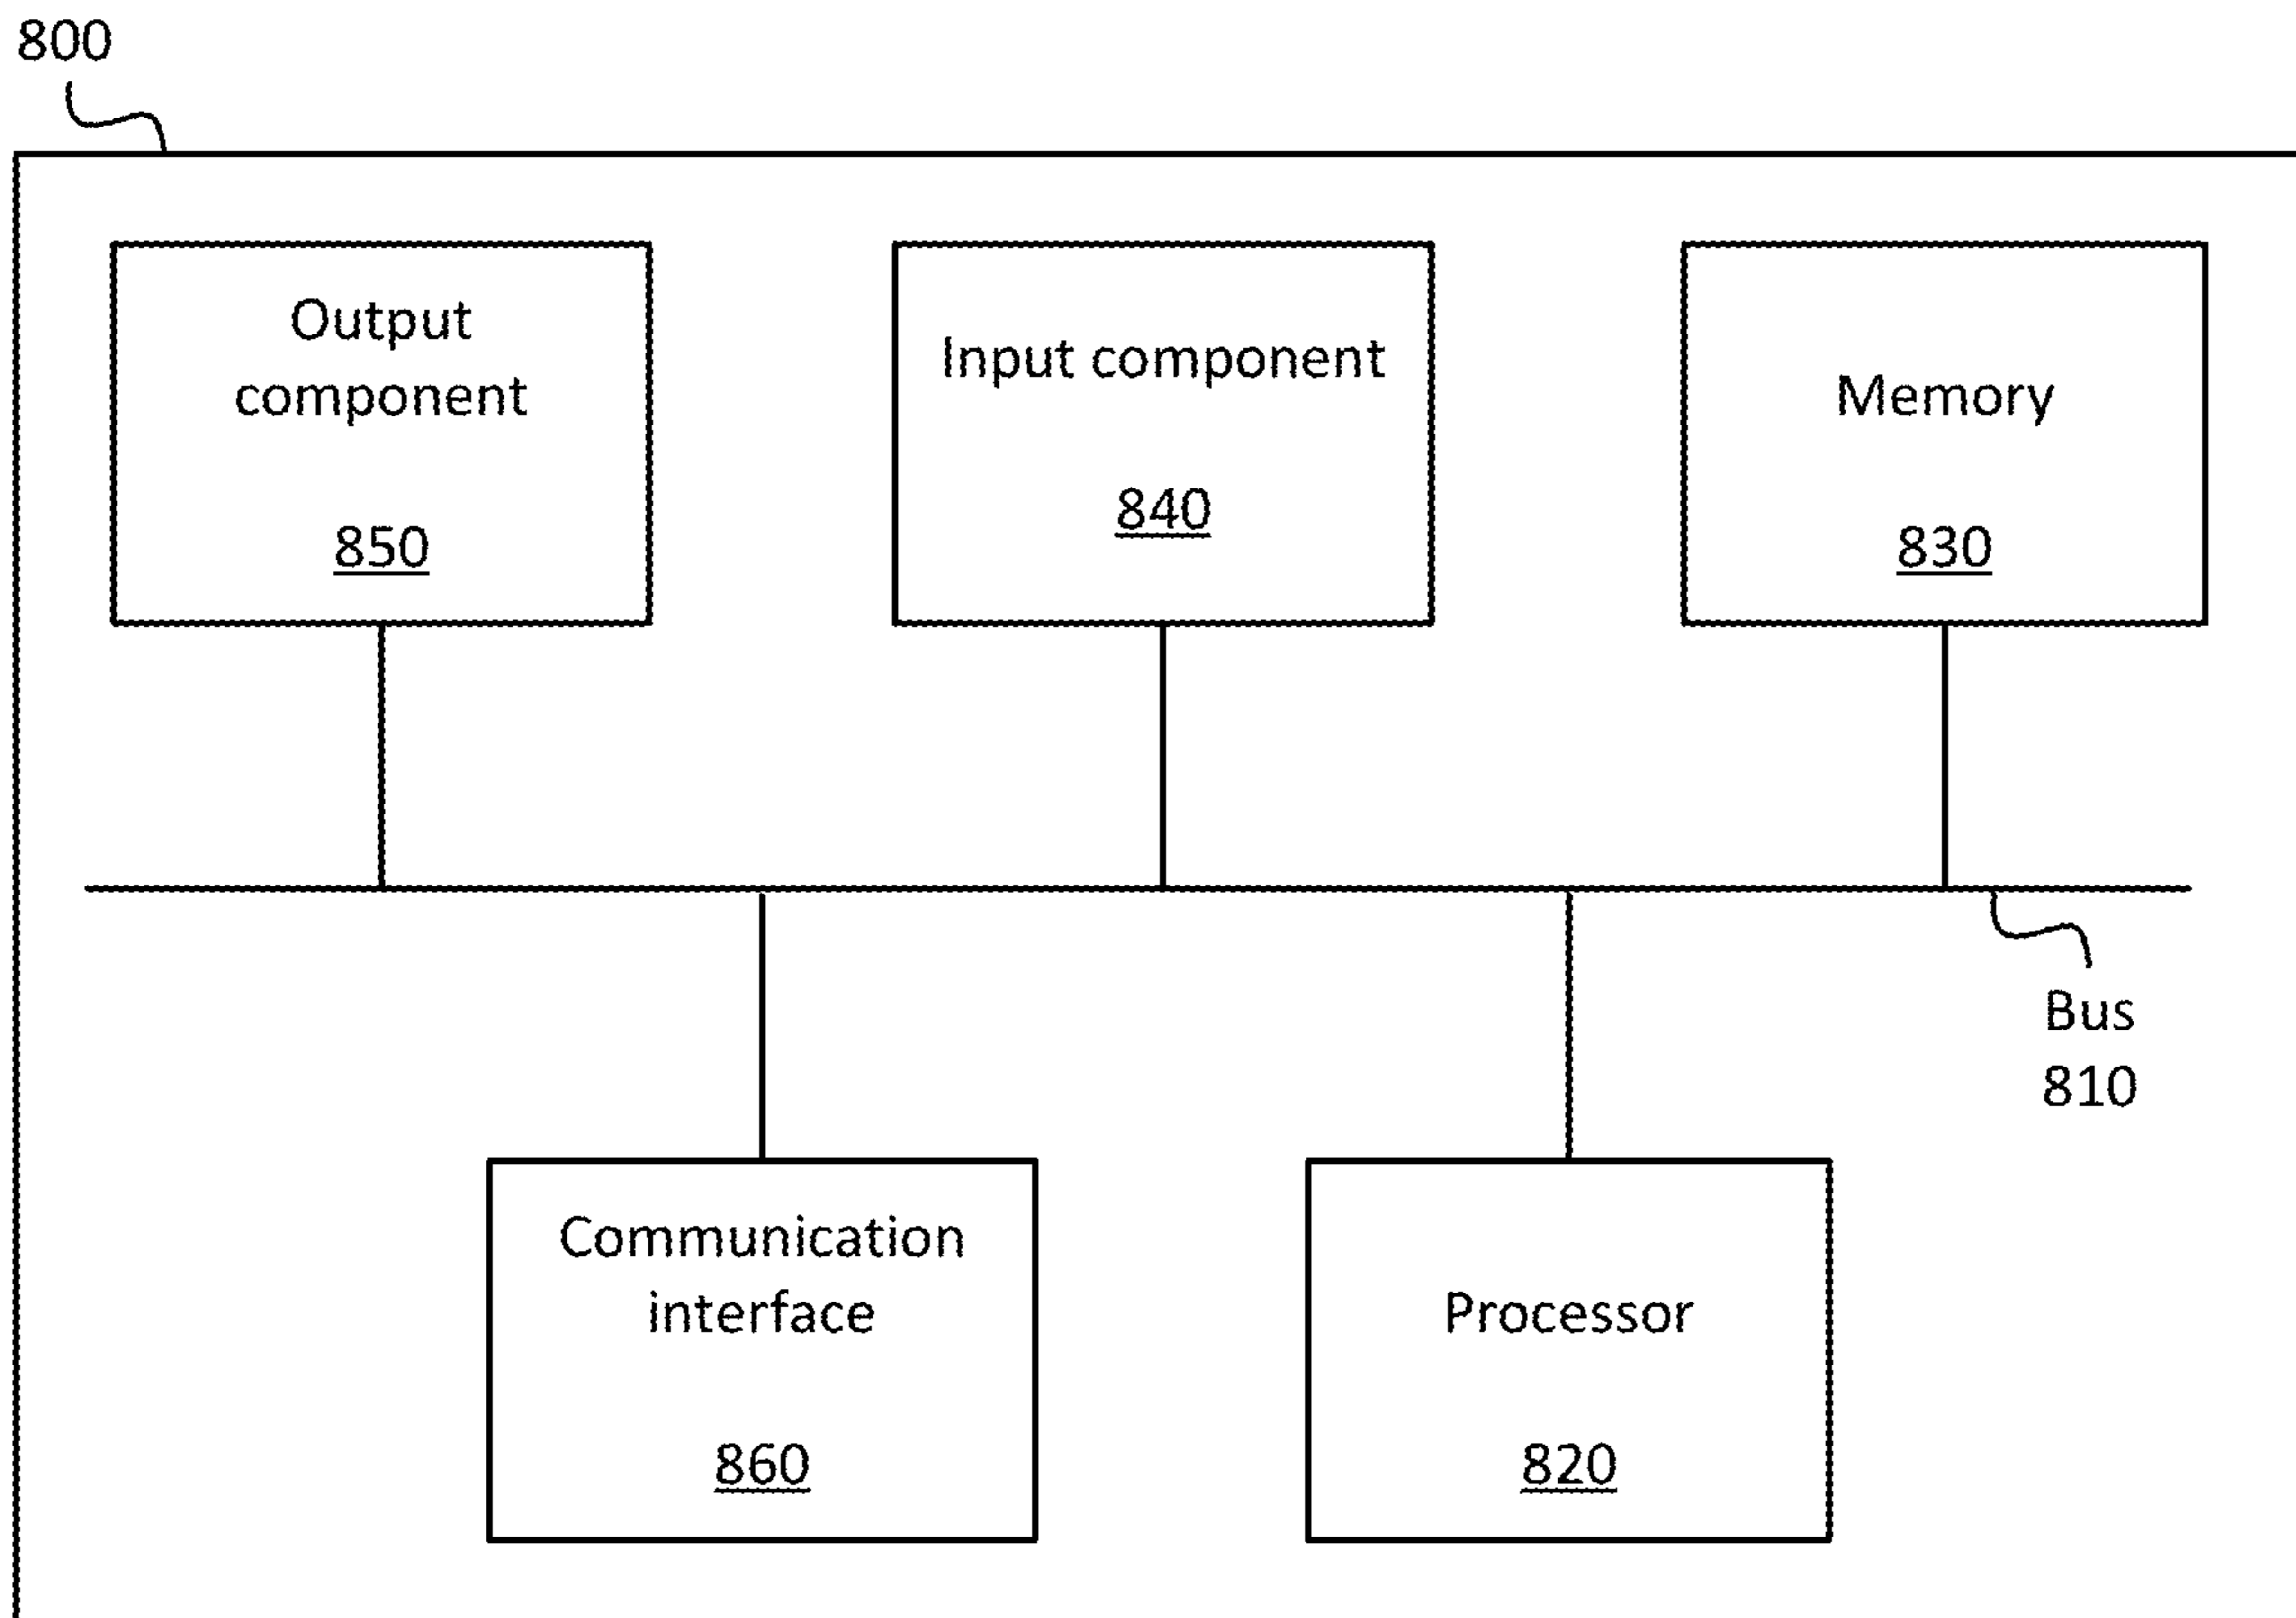 800
Output
component
850
Input component
840
Memory
830
Bus
810
Communication
interface
860
Processor
820